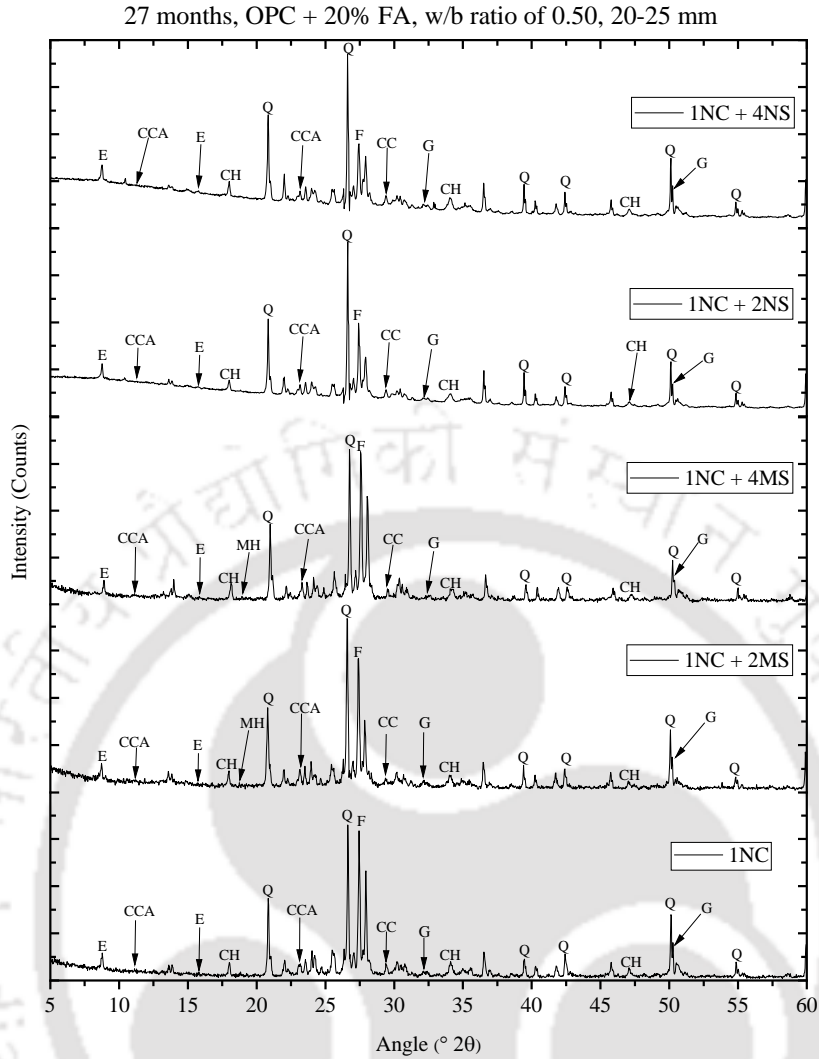 27 months, OPC + 20% FA, w/b ratio of 0.50, 20-25 mm
Q
1NC + 4NS
Q F Q
CCA CCA CC G
E E G
CH CH Q Q CH Q
Q
1NC + 2NS
Q F Q
CCA CCA CC CH G
E E G
CH CH Q Q Q
Q F
1NC + 4MS
Q CCA Q G
CCA E MH CC G
E CH CH Q Q CH Q
Q
F
1NC + 2MS
Q CCA Q G
CCA E MH CC G
E CH CH Q Q CH Q
Q F
1NC
Q Q G
CCA CCA CC G
E E Q Q
CH CH CH Q
5 10 15 20 25 30 35 40 45 50 55 60
Angle (° 2θ)
Intensity (Counts)